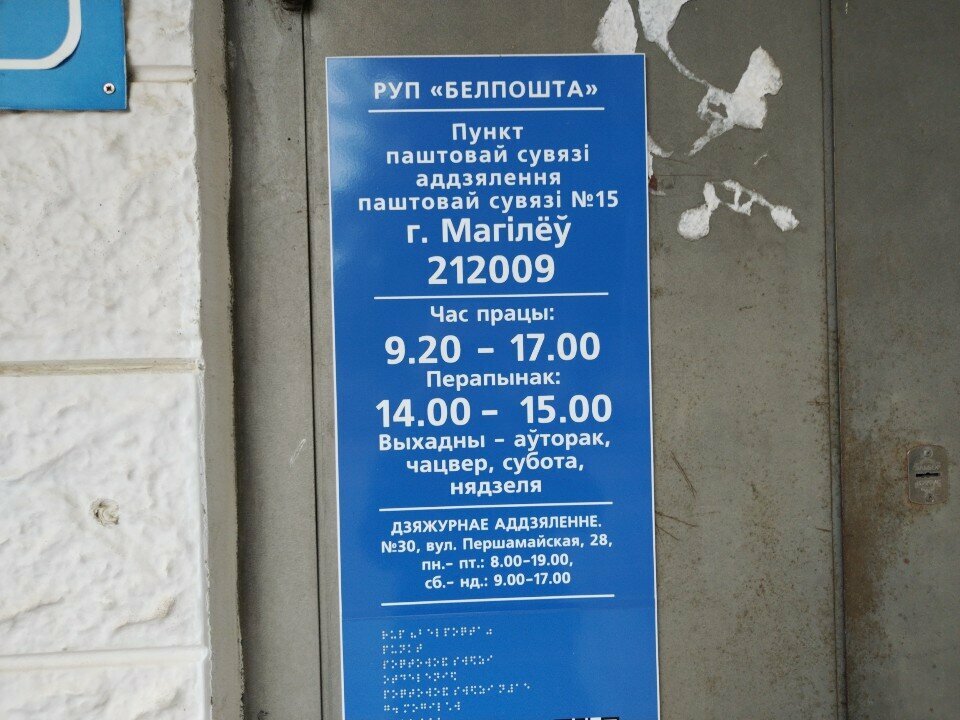 РУП «БЕЛПОШТА»
Пункт
паштовай сувязі
аддзялення
паштовай сувязі №15
г. Магілёў
212009
Час працы:
9.20 – 17.00
Перапынак:
14.00 – 15.00
Выхадны – аўторак,
чацвер, субота,
нядзеля
ДЗЯЖУРНАЕ АДДЗЯЛЕННЕ.
№30, вул. Першамайская, 28,
пн.- пт.: 8.00-19.00,
сб.- нд.: 9.00-17.00